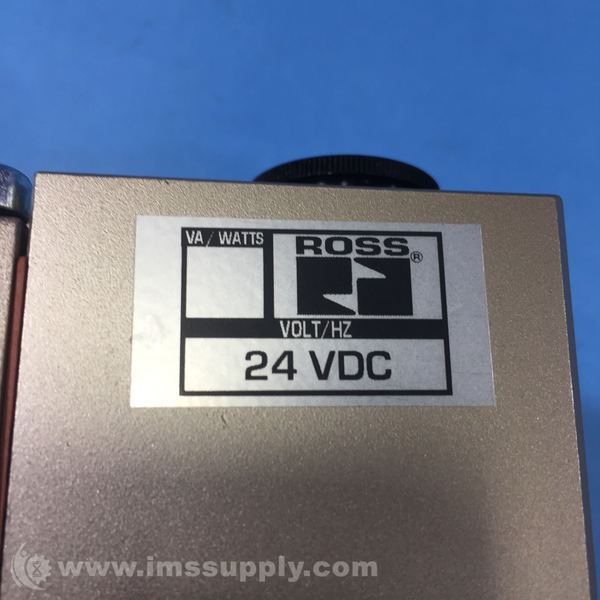 VA/WATTS
ROSS®
VOLT/HZ
24 VDC
www.imssupply.com